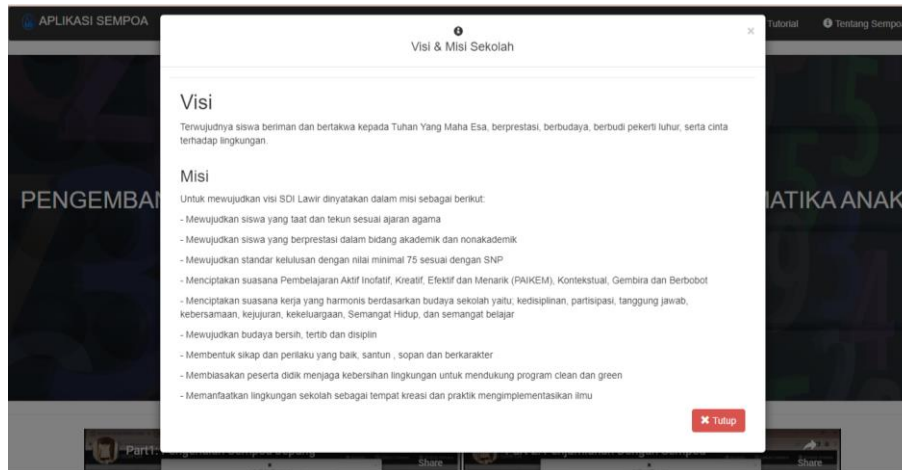 APLIKASI SEMPOA
Tutorial
Tentang Sempoa
Visi & Misi Sekolah
×
Visi
Terwujudnya siswa beriman dan bertakwa kepada Tuhan Yang Maha Esa, berprestasi, berbudaya, berbudi pekerti luhur, serta cinta
terhadap lingkungan.
Misi
Untuk mewujudkan visi SDI Lawir dinyatakan dalam misi sebagai berikut:
- Mewujudkan siswa yang taat dan tekun sesuai ajaran agama
- Mewujudkan siswa yang berprestasi dalam bidang akademik dan nonakademik
- Mewujudkan standar kelulusan dengan nilai minimal 75 sesuai dengan SNP
- Menciptakan suasana Pembelajaran Aktif Inofatif, Kreatif, Efektif dan Menarik (PAIKEM), Kontekstual, Gembira dan Berbobot
- Menciptakan suasana kerja yang harmonis berdasarkan budaya sekolah yaitu; kedisiplinan, partisipasi, tanggung jawab,
kebersamaan, kejujuran, kekeluargaan, Semangat Hidup, dan semangat belajar
- Mewujudkan budaya bersih, tertib dan disiplin
- Membentuk sikap dan perilaku yang baik, santun , sopan dan berkarakter
- Membiasakan peserta didik menjaga kebersihan lingkungan untuk mendukung program clean dan green
- Memanfaatkan lingkungan sekolah sebagai tempat kreasi dan praktik mengimplementasikan ilmu
Tutup
PENGEMBAN
ATIKA ANAK
Part1:
Share
Share